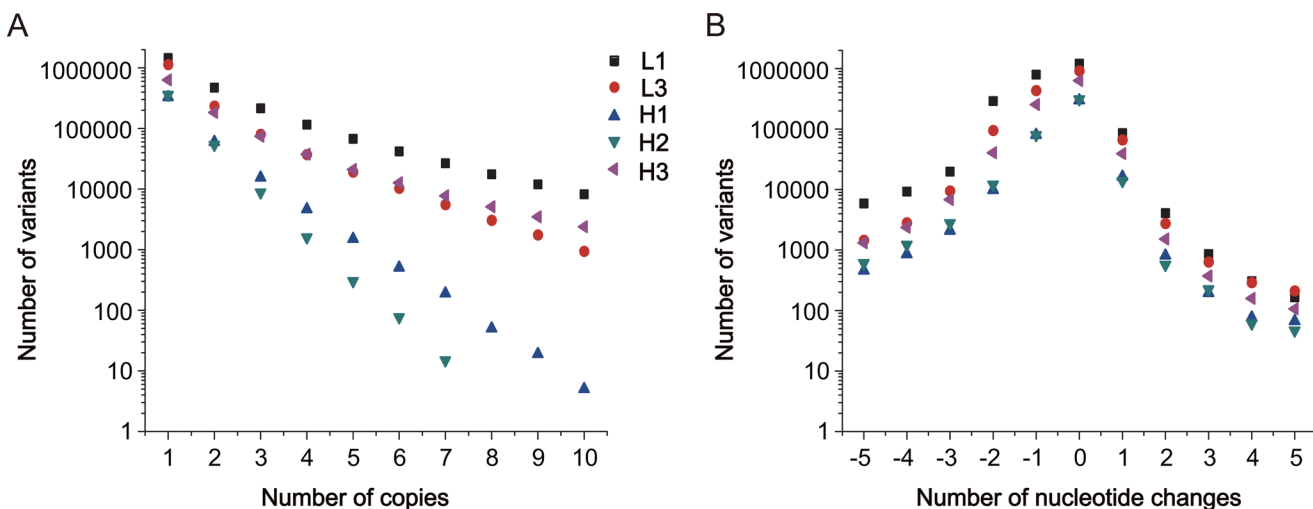 A
Number of variants
1000000
100000
10000
1000
100
10
1
1 2 3 4 5 6 7 8 9 10
Number of copies
L1
L3
H1
H2
H3
B
Number of variants
1000000
100000
10000
1000
100
10
1
-5 -4 -3 -2 -1 0 1 2 3 4 5
Number of nucleotide changes